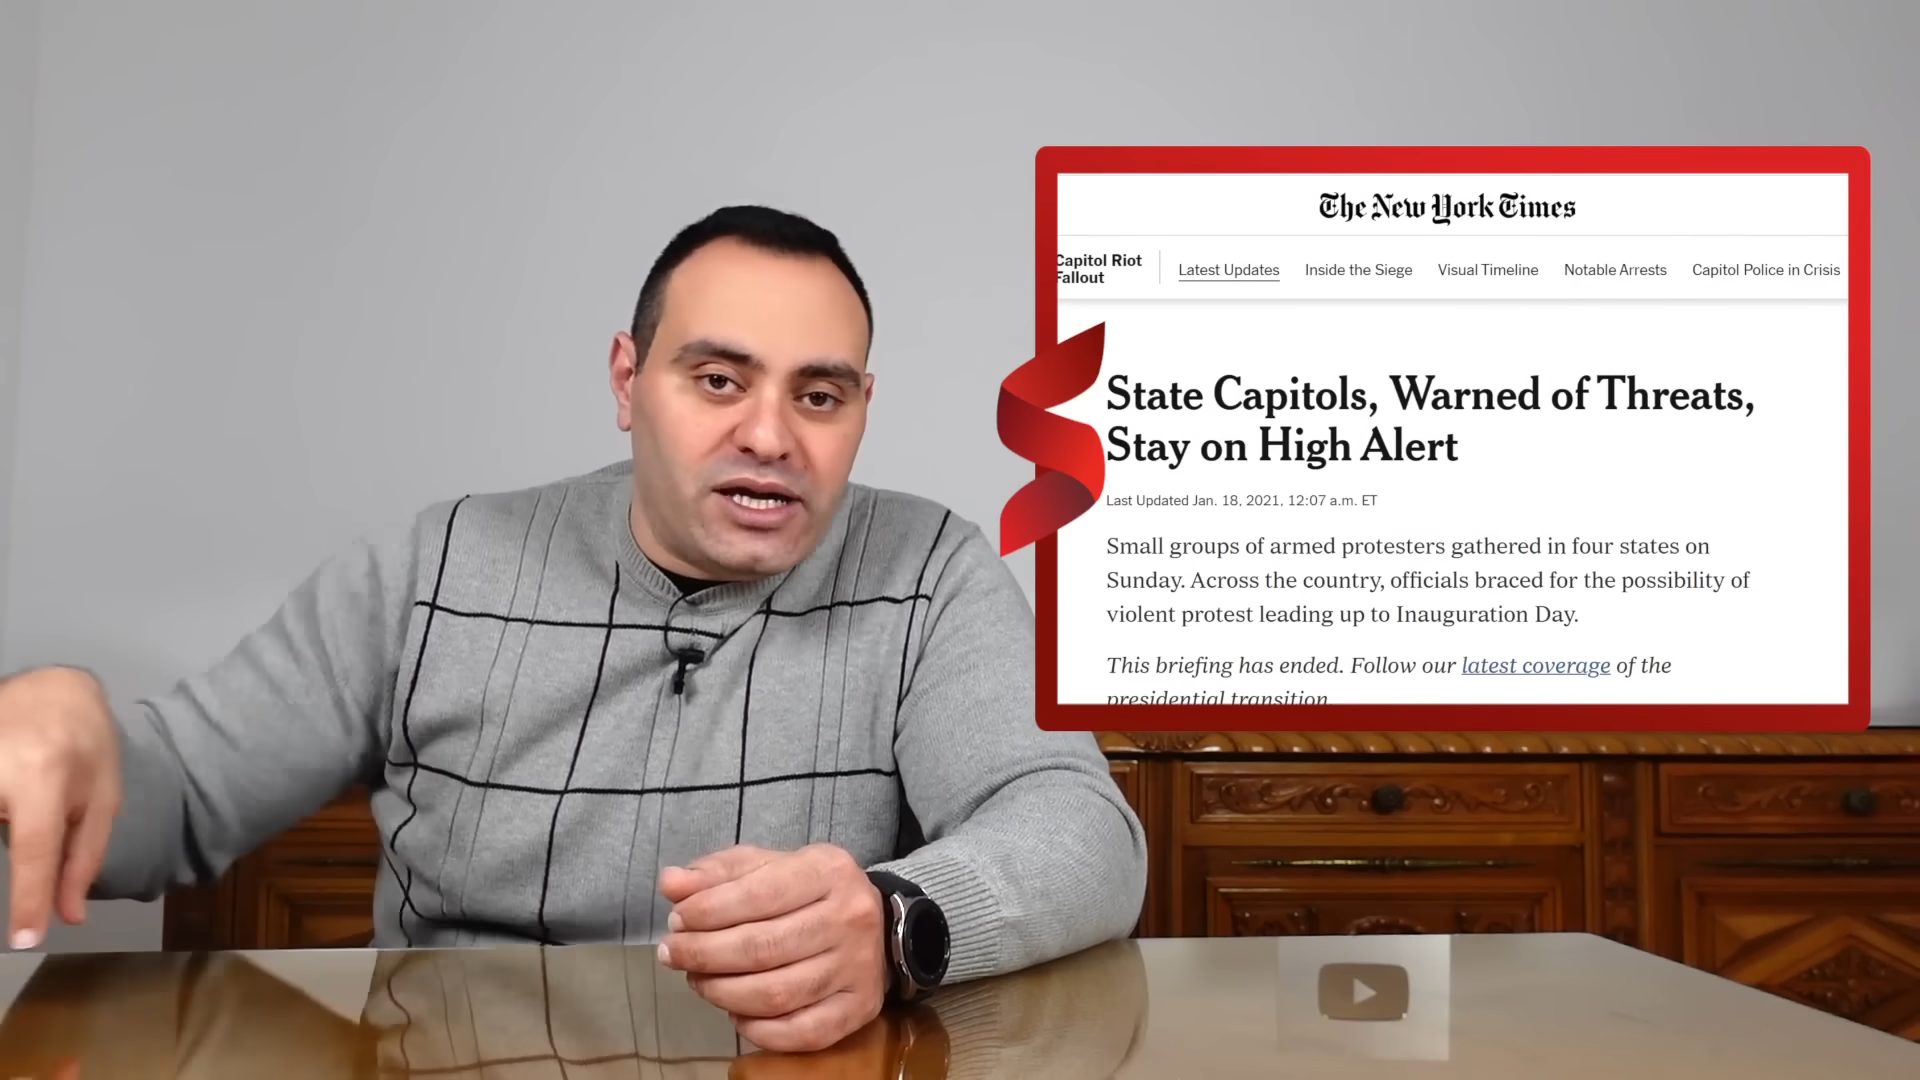 The New York Times
Capitol Riot
Fallout
Latest Updates
Inside the Siege
Visual Timeline
Notable Arrests
Capitol Police in Crisis
State Capitols, Warned of Threats,
Stay on High Alert
Last Updated Jan. 18, 2021, 12:07 a.m. ET
Small groups of armed protesters gathered in four states on
Sunday. Across the country, officials braced for the possibility of
violent protest leading up to Inauguration Day.
This briefing has ended. Follow our latest coverage of the
presidential transition.